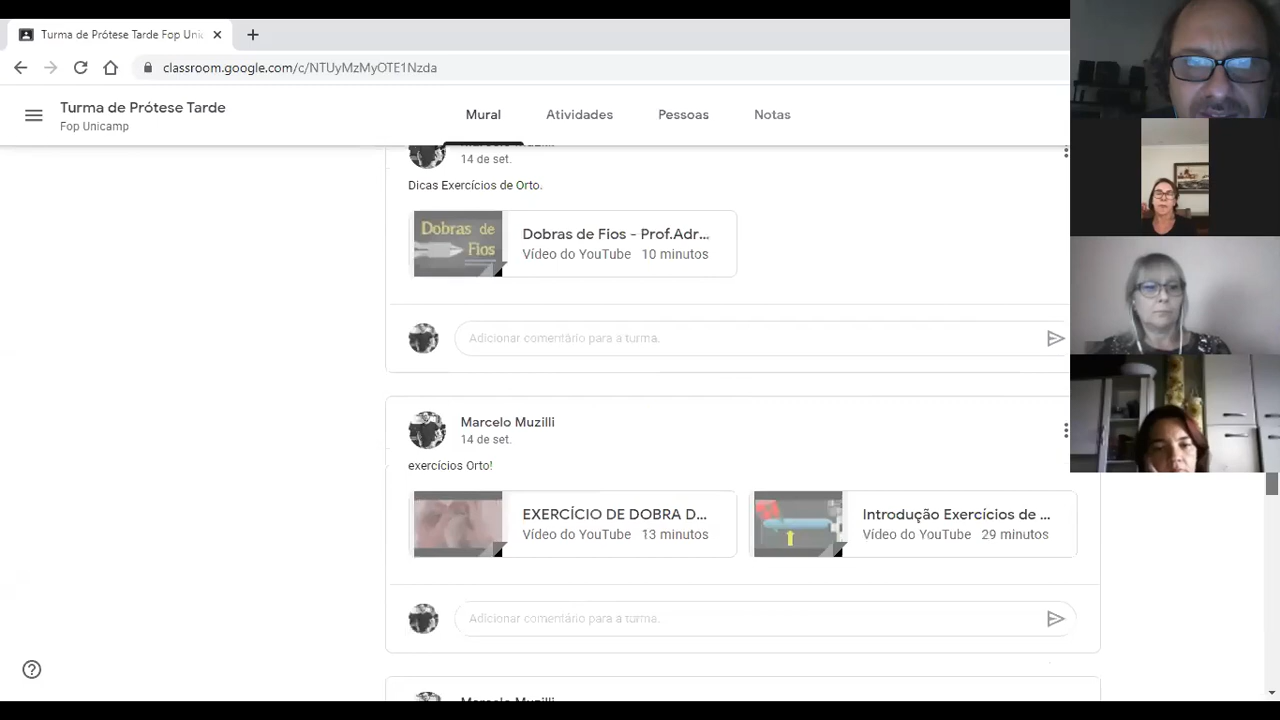 Turma de Prótese Tarde Fop Unic
classroom.google.com/c/NTUyMzMyOTE1Nzda
Turma de Prótese Tarde
Fop Unicamp
Mural
Atividades
Pessoas
Notas
14 de set.
Dicas Exercícios de Orto.
Dobras de
Fios
Dobras de Fios - Prof.Adr...
Vídeo do YouTube 10 minutos
Adicionar comentário para a turma.
Marcelo Muzilli
14 de set.
exercícios Orto!
EXERCÍCIO DE DOBRA D...
Vídeo do YouTube 13 minutos
Introdução Exercícios de ...
Vídeo do YouTube 29 minutos
Adicionar comentário para a turma.
Marcelo Muzilli